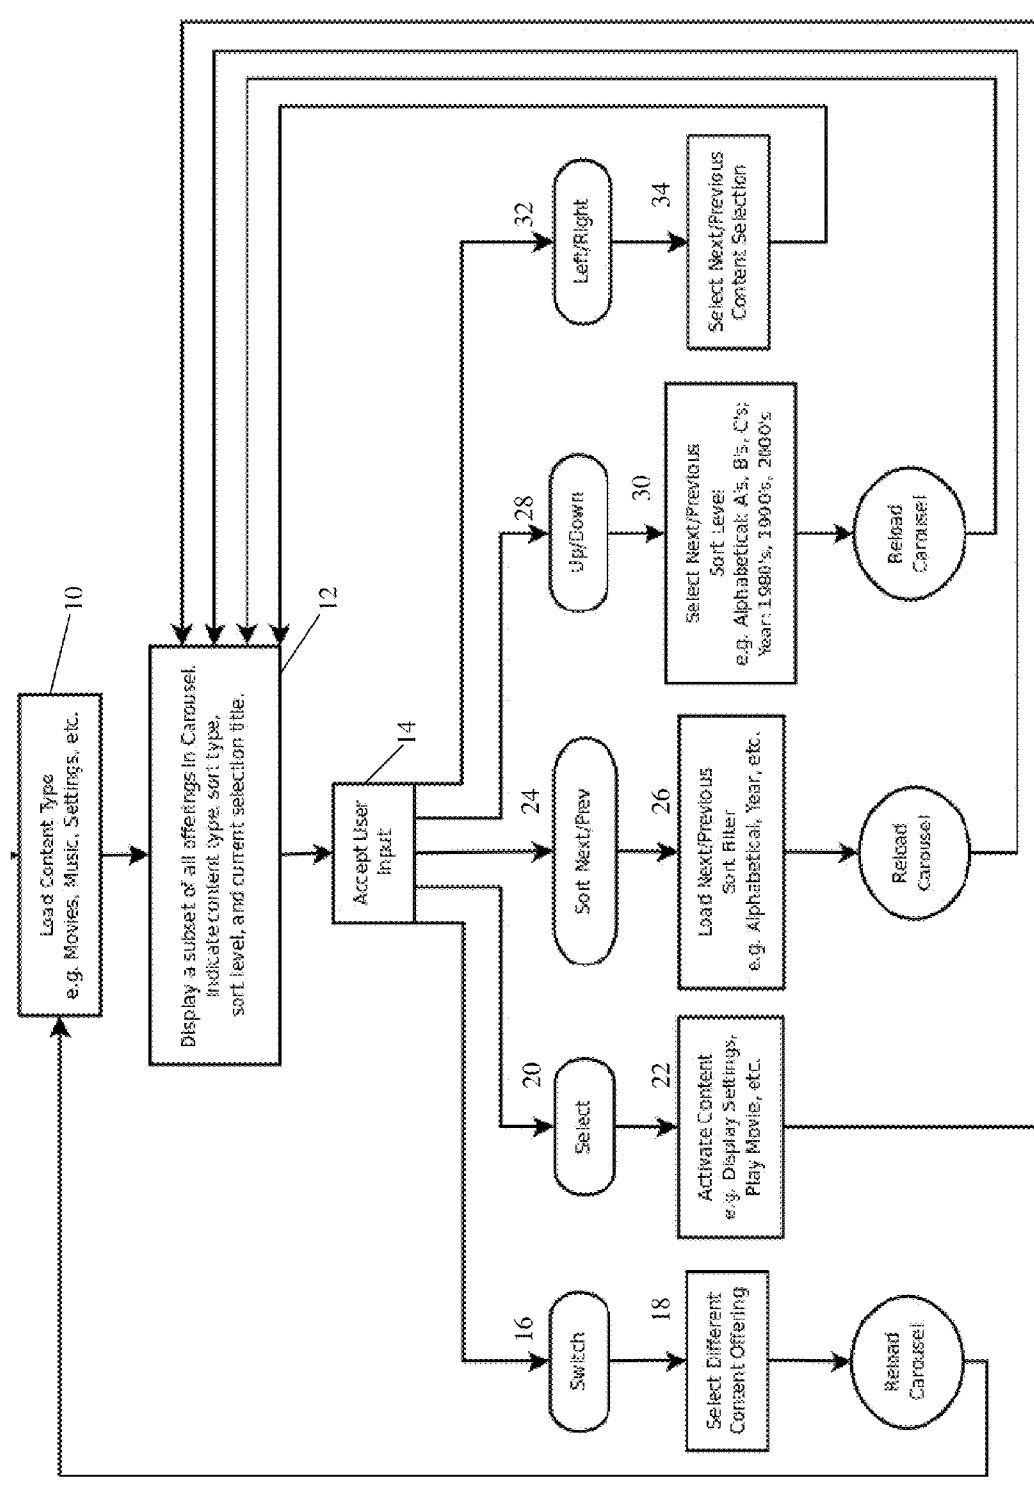 Load Content Type
e.g. Movies, Music, Settings, etc.
10
Display a subset of all offerings in Carousel.
Indicate content type, sort type,
sort level, and current selection title.
12
Accept User
Input
14
16
Switch
18
Select Different
Content Offering
Reload
Carousel
20
Select
22
Activate Content
e.g. Display Settings,
Play Movie, etc.
24
Sort Next/Prev
26
Load Next/Previous
Sort Filter
e.g. Alphabetical, Year, etc.
Reload
Carousel
28
Up/Down
30
Select Next/Previous
Sort Level
e.g. Alphabetical: A's, B's, C's;
Year: 1980's, 1990's, 2000's
Reload
Carousel
32
Left/Right
34
Select Next/Previous
Content Selection